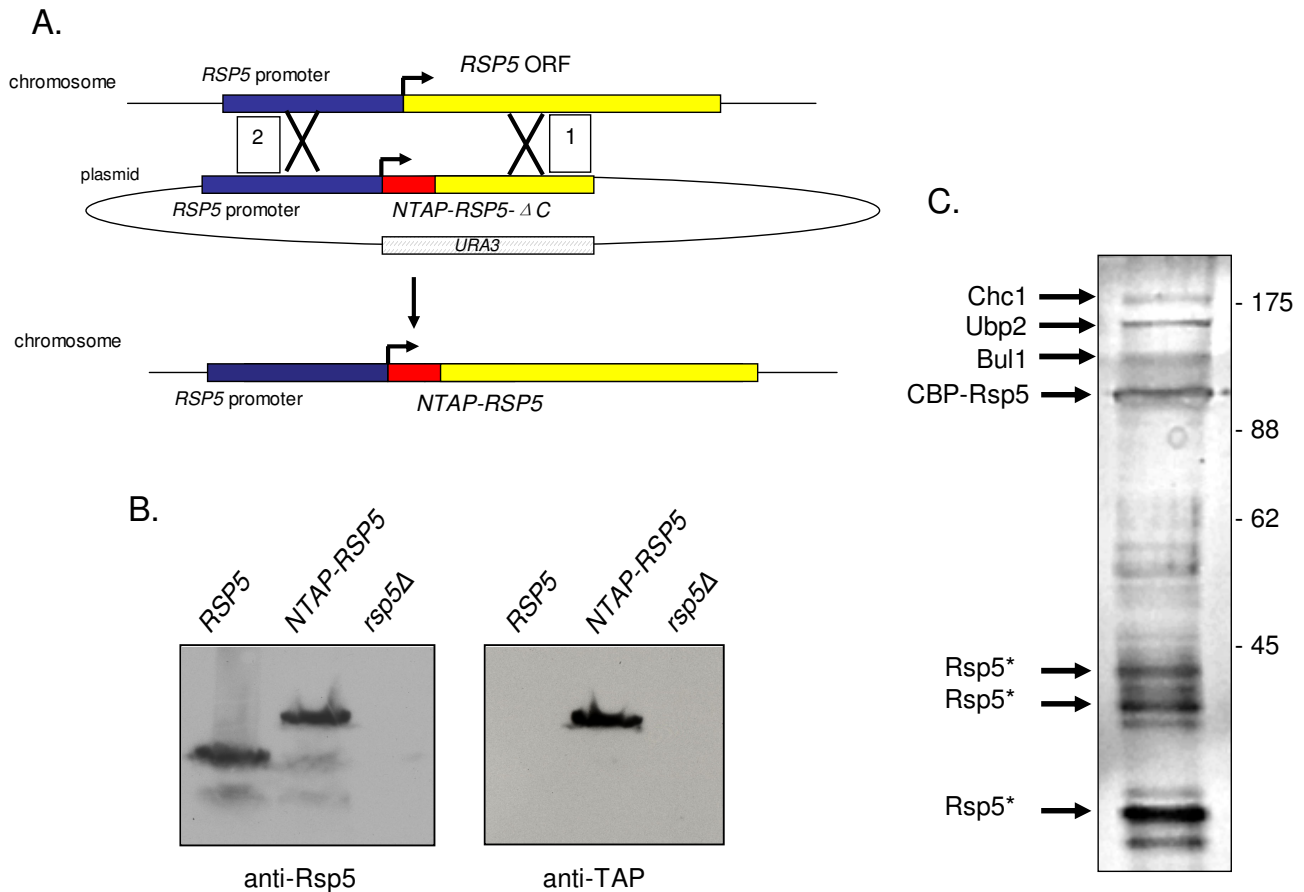 A.
RSP5 promoter
RSP5 ORF
chromosome
2
1
plasmid
RSP5 promoter
NTAP-RSP5-ΔC
URA3
chromosome
RSP5 promoter
NTAP-RSP5
B.
RSP5
NTAP-RSP5
rsp5Δ
RSP5
NTAP-RSP5
rsp5Δ
anti-Rsp5
anti-TAP
C.
Chc1
Ubp2
Bul1
CBP-Rsp5
Rsp5*
Rsp5*
Rsp5*
- 175
- 88
- 62
- 45